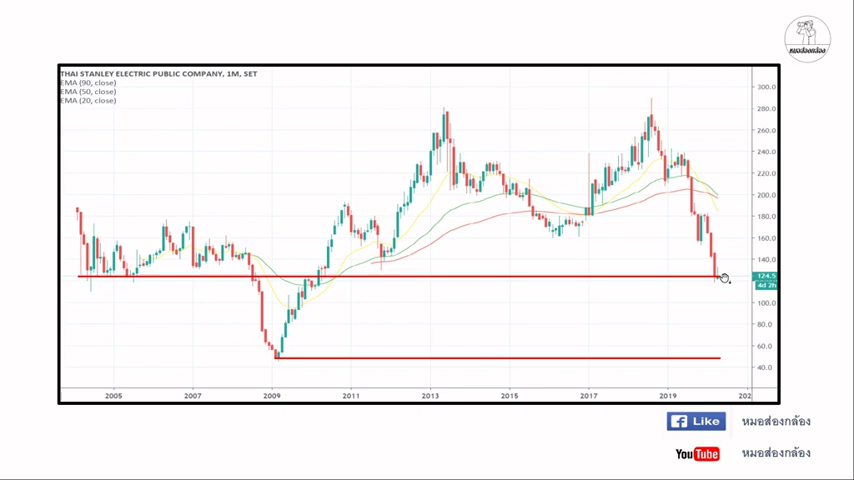 หมอส่องกล้อง
THAI STANLEY ELECTRIC PUBLIC COMPANY, 1M, SET
EMA (90, close)
EMA (50, close)
EMA (20, close)
300.0
280.0
260.0
240.0
220.0
200.0
180.0
160.0
140.0
124.5
4d 2h
100.0
80.0
60.0
40.0
2005 2007 2009 2011 2013 2015 2017 2019 202
Like หมอส่องกล้อง
YouTube หมอส่องกล้อง